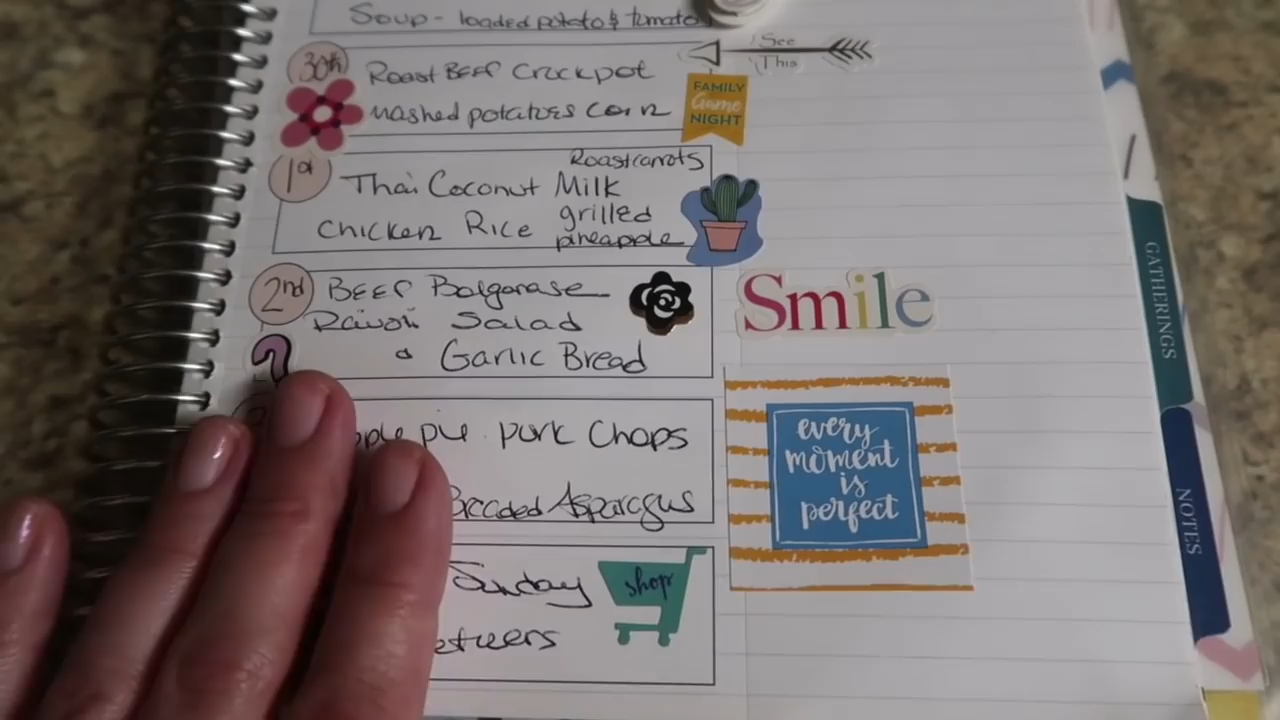 Soup - loaded potato & tomato
See
This
30th
Roast BEEF Crockpot
mashed potatoes corn
FAMILY
Game
NIGHT
1st
Roast carrots
Thai Coconut Milk
grilled
Chicken Rice
pineapple
2nd
BEEF Bolganase
Ravioli Salad
& Garlic Bread
?
Smile
pple pie pork Chops
Breaded Asparagus
every
moment
is
perfect
Sunday
shop
GATHERINGS
NOTES